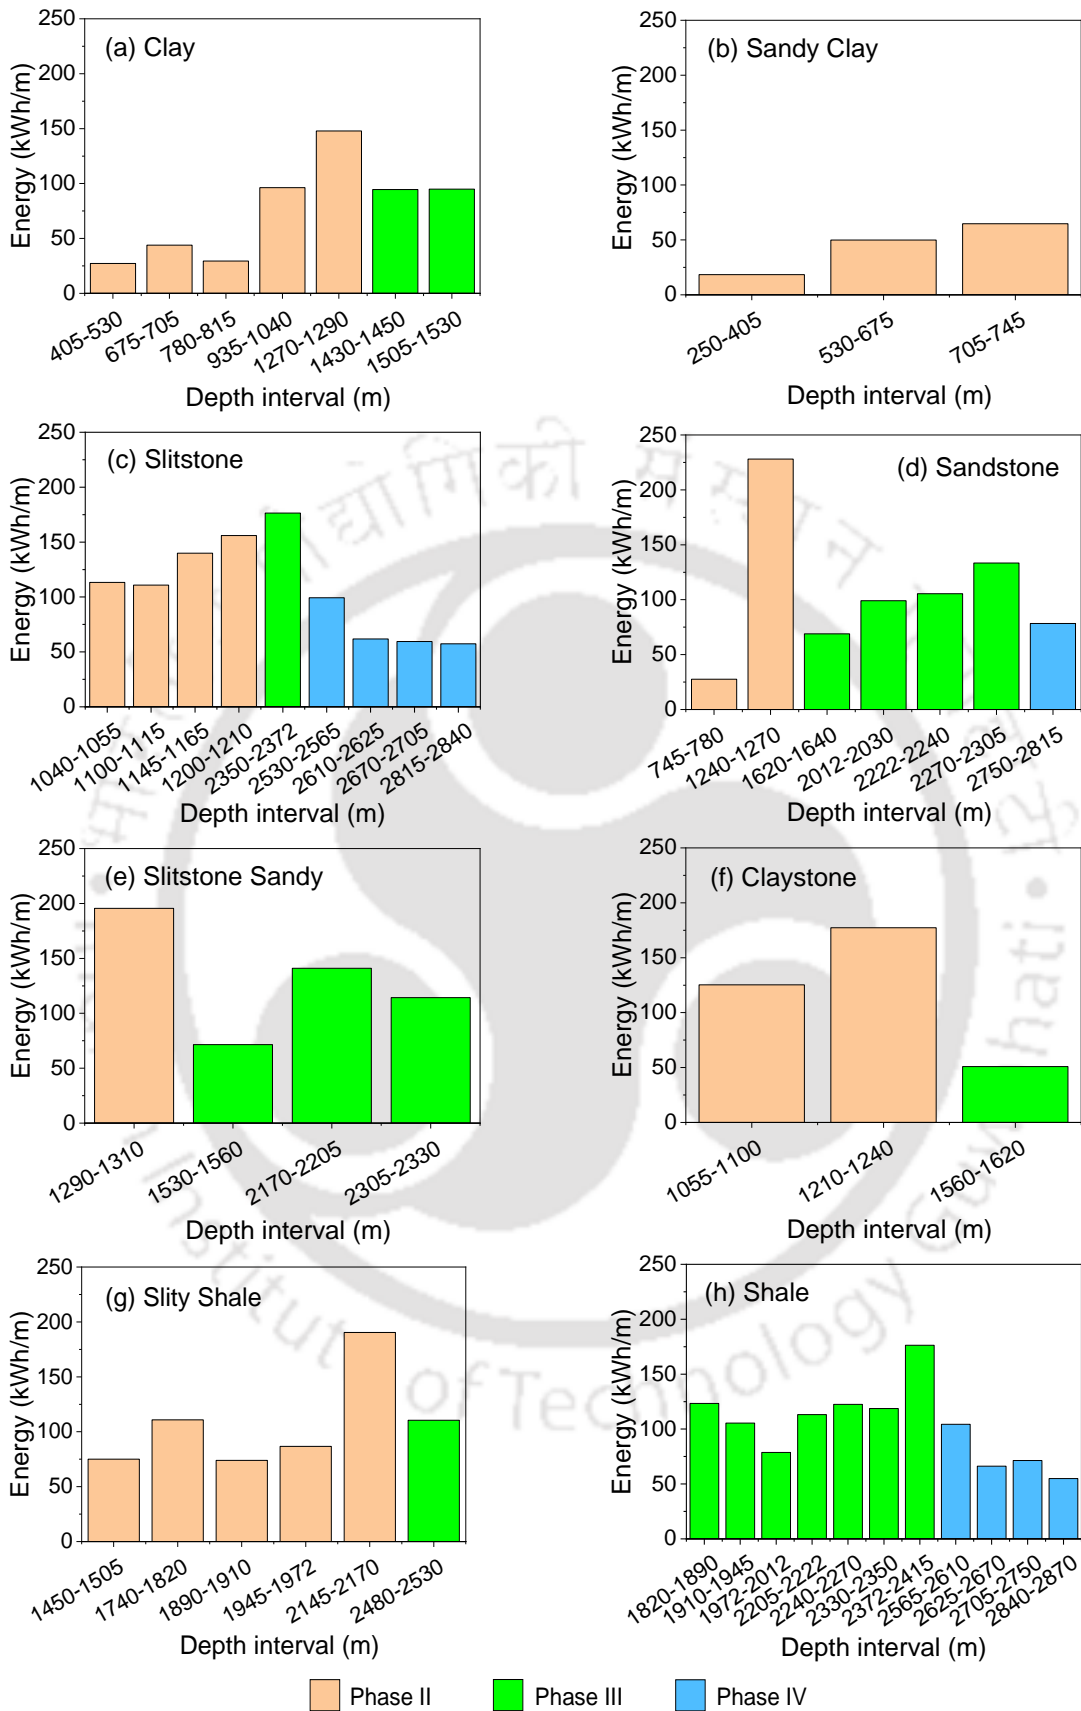 (a) Clay
Energy (kWh/m)
250
200
150
100
50
0
405-530 675-705 780-815 935-1040 1270-1290 1430-1450 1505-1530
Depth interval (m)
(b) Sandy Clay
Energy (kWh/m)
250
200
150
100
50
0
250-405 530-675 705-745
Depth interval (m)
(c) Slitstone
Energy (kWh/m)
250
200
150
100
50
0
1040-1055 1100-1115 1145-1165 1200-1210 2350-2372 2530-2565 2610-2625 2670-2705 2815-2840
Depth interval (m)
(d) Sandstone
Energy (kWh/m)
250
200
150
100
50
0
745-780 1240-1270 1620-1640 2012-2030 2222-2240 2270-2305 2750-2815
Depth interval (m)
(e) Slitstone Sandy
Energy (kWh/m)
250
200
150
100
50
0
1290-1310 1530-1560 2170-2205 2305-2330
Depth interval (m)
(f) Claystone
Energy (kWh/m)
250
200
150
100
50
0
1055-1100 1210-1240 1560-1620
Depth interval (m)
(g) Slity Shale
Energy (kWh/m)
250
200
150
100
50
0
1450-1505 1740-1820 1890-1910 1945-1972 2145-2170 2480-2530
Depth interval (m)
(h) Shale
Energy (kWh/m)
250
200
150
100
50
0
1820-1890 1910-1945 1972-2012 2205-2222 2240-2270 2330-2350 2372-2415 2565-2610 2625-2670 2705-2750 2840-2870
Depth interval (m)
Phase II Phase III Phase IV
Institut of Technology Guw hati